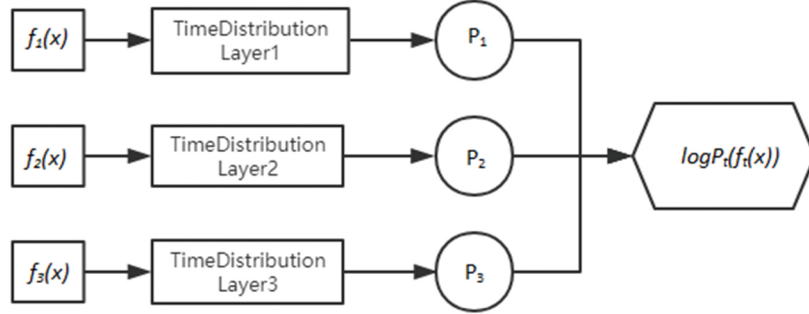 f₁(x)
TimeDistribution
Layer1
P₁
f₂(x)
TimeDistribution
Layer2
P₂
logPₜ(fₜ(x))
f₃(x)
TimeDistribution
Layer3
P₃